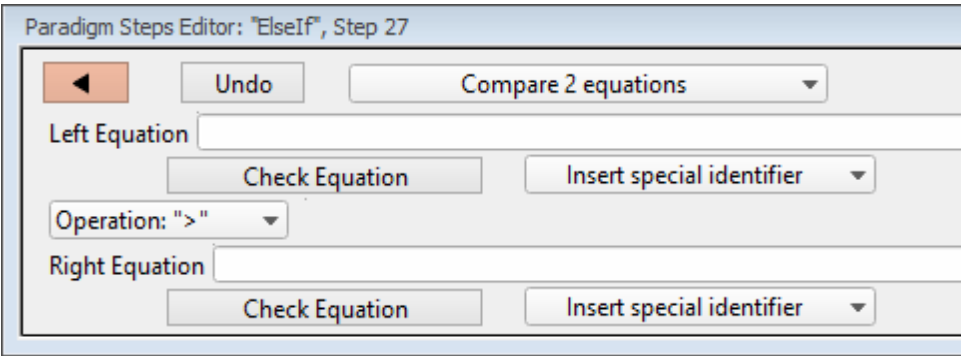 Paradigm Steps Editor: "ElseIf", Step 27
Undo Compare 2 equations
Left Equation
Check Equation Insert special identifier
Operation: ">"
Right Equation
Check Equation Insert special identifier